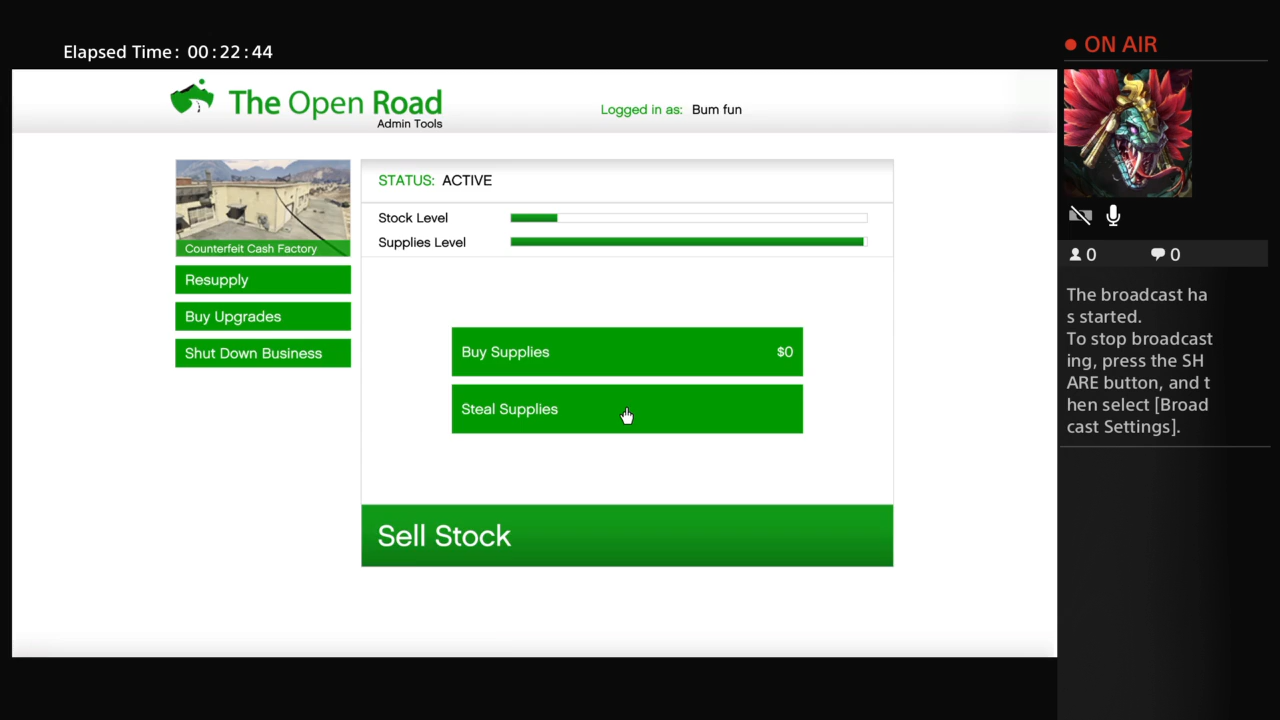 Elapsed Time: 00:22:44
ON AIR
The Open Road
Admin Tools
Logged in as: Bum fun
Counterfeit Cash Factory
Resupply
Buy Upgrades
Shut Down Business
STATUS: ACTIVE
Stock Level
Supplies Level
Buy Supplies $0
Steal Supplies
Sell Stock
0 0
The broadcast ha
s started.
To stop broadcast
ing, press the SH
ARE button, and t
hen select [Broad
cast Settings].